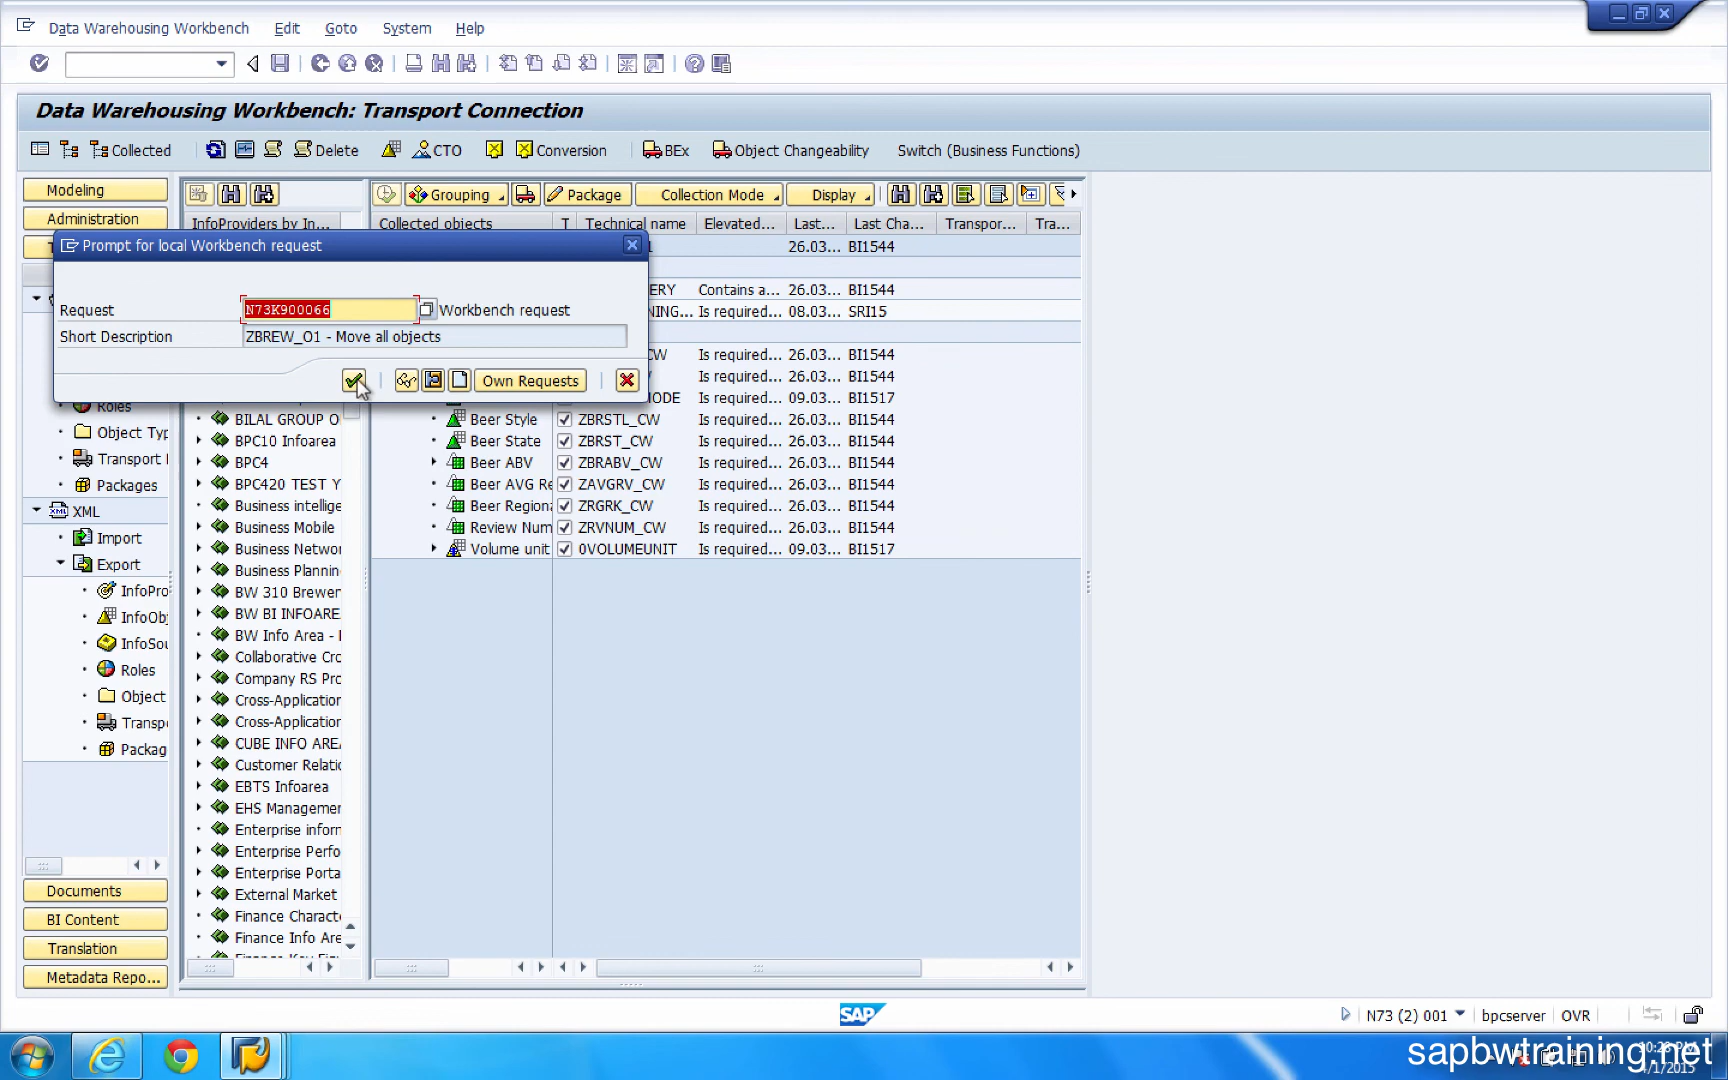 Data Warehousing Workbench Edit Goto System Help
Data Warehousing Workbench: Transport Connection
Collected Delete CTO Conversion BEx Object Changeability Switch (Business Functions)
Modeling
Administration
Grouping Package Collection Mode Display
InfoProviders by In... Collected objects T Technical name Elevated... Last... Last Cha... Transpor... Tra...
26.03... BI1544
Prompt for local Workbench request
Request N73K900066 Workbench request
Short Description ZBREW_O1 - Move all objects
Own Requests
ERY Contains a... 26.03... BI1544
NING... Is required... 08.03... SRI15
CW Is required... 26.03... BI1544
Is required... 26.03... BI1544
ODE Is required... 09.03... BI1517
Beer Style ZBRSTL_CW Is required... 26.03... BI1544
Beer State ZBRST_CW Is required... 26.03... BI1544
Beer ABV ZBRABV_CW Is required... 26.03... BI1544
Beer AVG Re ZAVGRV_CW Is required... 26.03... BI1544
Beer Regiona ZRGRK_CW Is required... 26.03... BI1544
Review Num ZRVNUM_CW Is required... 26.03... BI1544
Volume unit 0VOLUMEUNIT Is required... 09.03... BI1517
Roles
Object Typ
Transport
Packages
XML
Import
Export
InfoPro
InfoObj
InfoSou
Roles
Object
Transp
Packag
BILAL GROUP O
BPC10 Infoarea
BPC4
BPC420 TEST Y
Business intellige
Business Mobile
Business Networ
Business Plannin
BW 310 Brewer
BW BI INFOARE
BW Info Area -
Collaborative Cro
Company RS Pro
Cross-Application
Cross-Application
CUBE INFO AREA
Customer Relatio
EBTS Infoarea
EHS Managemen
Enterprise inform
Enterprise Perfo
Enterprise Porta
External Market
Finance Characte
Finance Info Are
Documents
BI Content
Translation
Metadata Repo...
SAP
N73 (2) 001 bpcserver OVR
sapbwtraining.net